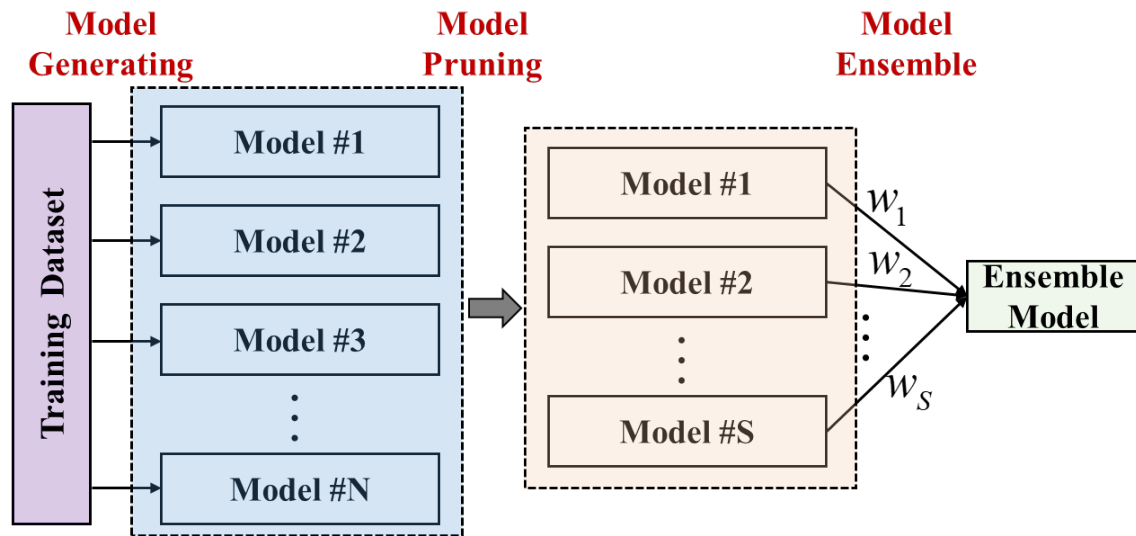 Model
Generating
Model
Pruning
Model
Ensemble
Training Dataset
Model #1
Model #2
Model #3
Model #N
Model #1
Model #2
Model #S
w1
w2
wS
Ensemble
Model